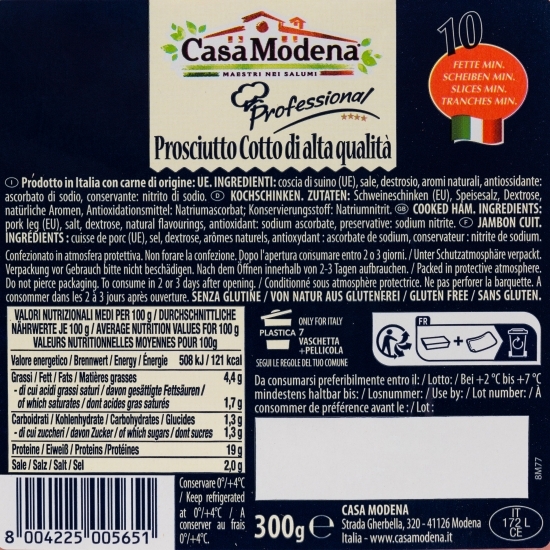 CasaModena
MAESTRI NEI SALUMI
Professional
Prosciutto Cotto di alta qualità
10
FETTE MIN.
SCHEIBEN MIN.
SLICES MIN.
TRANCHES MIN.
I Prodotto in Italia con carne di origine: UE. INGREDIENTI: coscia di suino (UE), sale, destrosio, aromi naturali, antiossidante:
ascorbato di sodio, conservante: nitrito di sodio. D KOCHSCHINKEN. ZUTATEN: Schweineschinken (EU), Speisesalz, Dextrose,
natürliche Aromen, Antioxidationsmittel: Natriumascorbat; Konservierungsstoff: Natriumnitrit. GB COOKED HAM. INGREDIENTS:
pork leg (EU), salt, dextrose, natural flavourings, antioxidant: sodium ascorbate, preservative: sodium nitrite. F JAMBON CUIT.
INGRÉDIENTS : cuisse de porc (UE), sel, dextrose, arômes naturels, antioxydant : ascorbate de sodium, conservateur : nitrite de sodium.
Confezionato in atmosfera protettiva. Non forare la confezione. Dopo l'apertura consumare entro 2 o 3 giorni. / Unter Schutzatmosphäre verpackt.
Verpackung vor Gebrauch bitte nicht beschädigen. Nach dem Öffnen innerhalb von 2-3 Tagen aufbrauchen. / Packed in protective atmosphere.
Do not pierce packaging. To consume in 2 or 3 days after opening. / Conditionné sous atmosphère protectrice. Ne pas perforer la barquette. A
consommer dans les 2 à 3 jours après ouverture. SENZA GLUTINE / VON NATUR AUS GLUTENFREI / GLUTEN FREE / SANS GLUTEN.
VALORI NUTRIZIONALI MEDI PER 100 g / DURCHSCHNITTLICHE
NÄHRWERTE JE 100 g / AVERAGE NUTRITION VALUES FOR 100 g
VALEURS NUTRITIONNELLES MOYENNES POUR 100g
Valore energetico / Brennwert / Energy / Énergie 508 kJ / 121 kcal
Grassi / Fett / Fats / Matières grasses 4,4 g
- di cui acidi grassi saturi / davon gesättigte Fettsäuren /
of which saturates / dont acides gras saturés 1,7 g
Carboidrati / Kohlenhydrate / Carbohydrates / Glucides 1,3 g
- di cui zuccheri / davon Zucker / of which sugars / dont sucres 1,3 g
Proteine / Eiweiß / Proteins /Protéines 19 g
Sale / Salz / Salt / Sel 2,0 g
PLASTICA 7
ONLY FOR ITALY
VASCHETTA
+PELLICOLA
SEGUI LE REGOLE DEL TUO COMUNE
FR
Da consumarsi preferibilmente entro il: / Lotto: / Bei +2 °C bis +7 °C
mindestens haltbar bis: / Losnummer: / Use by: / Lot number: / À
consommer de préférence avant le : / Lot :
8M77
8 004225 005651
Conservare 0°/+4°C
/ Keep refrigerated
at 0°/+4°C / A
conserver au frais
0°/+4°C.
300g e
CASA MODENA
Strada Gherbella, 320 - 41126 Modena
Italia - www.casamodena.it
IT
172 L
CE